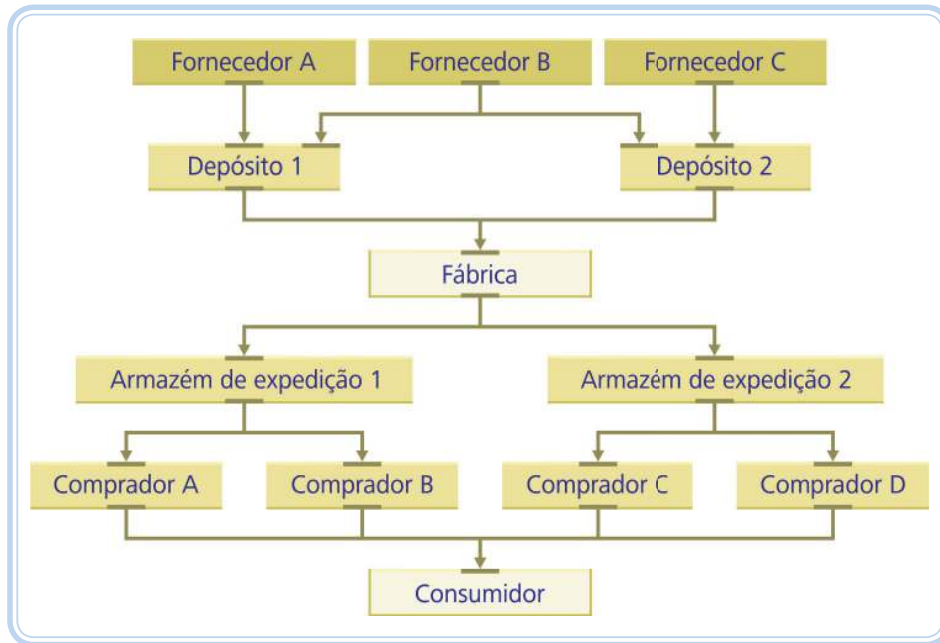 Fornecedor A
Fornecedor B
Fornecedor C
Depósito 1
Depósito 2
Fábrica
Armazém de expedição 1
Armazém de expedição 2
Comprador A
Comprador B
Comprador C
Comprador D
Consumidor